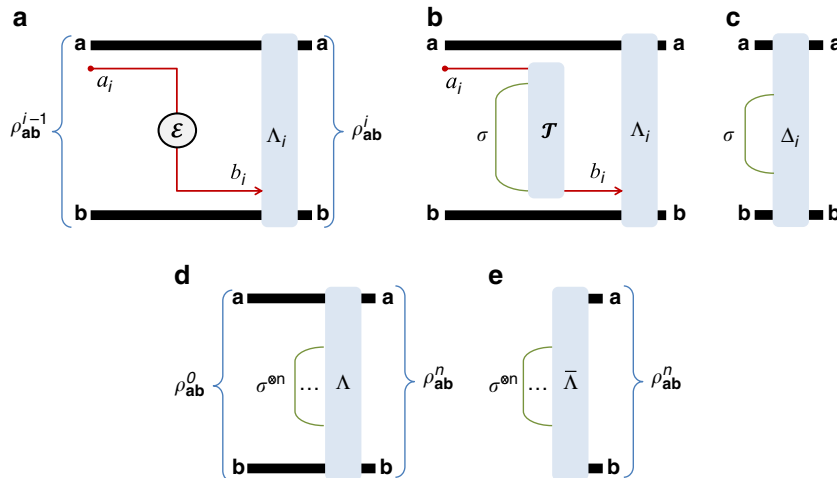 a b c
a a a a a a
a_i a_i
ρ_ab^{i−1} ℰ Λ_i ρ_ab^i σ 𝒯 Λ_i σ Δ_i
b_i b_i
b b b b b b
d e
a a a
ρ_ab^0 σ^{⊗n} ... Λ ρ_ab^n σ^{⊗n} ... Λ̅ ρ_ab^n
b b b